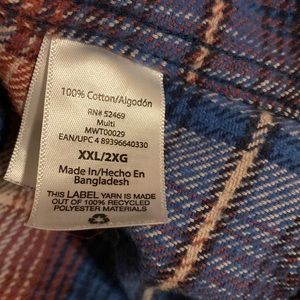 100% Cotton/Algodón
RN# 52469
Multi
MWT00029
EAN/UPC 4 89396640330
XXL/2XG
Made In/Hecho En
Bangladesh
THIS LABEL YARN IS MADE
OUT OF 100% RECYCLED
POLYESTER MATERIALS